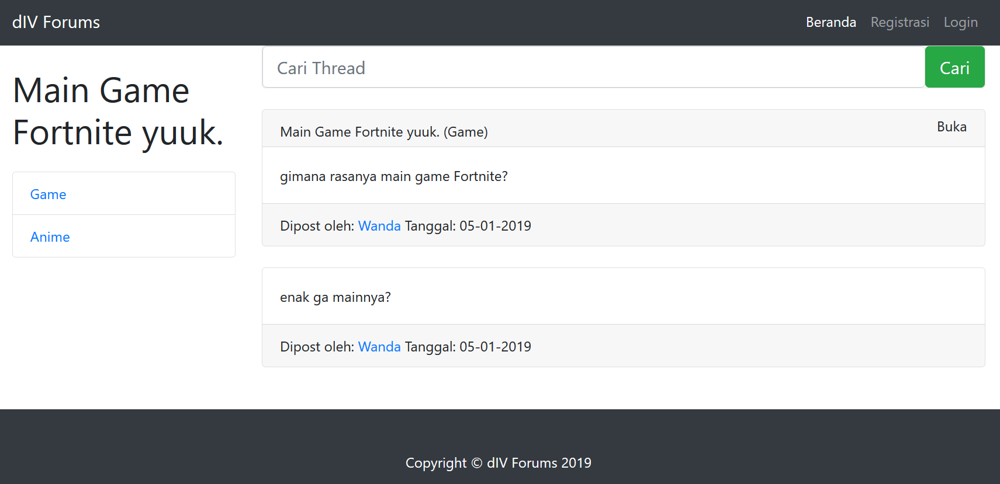 dIV Forums
Beranda Registrasi Login
Main Game
Fortnite yuuk.
Game
Anime
Cari Thread
Cari
Main Game Fortnite yuuk. (Game)
Buka
gimana rasanya main game Fortnite?
Dipost oleh: Wanda Tanggal: 05-01-2019
enak ga mainnya?
Dipost oleh: Wanda Tanggal: 05-01-2019
Copyright © dIV Forums 2019